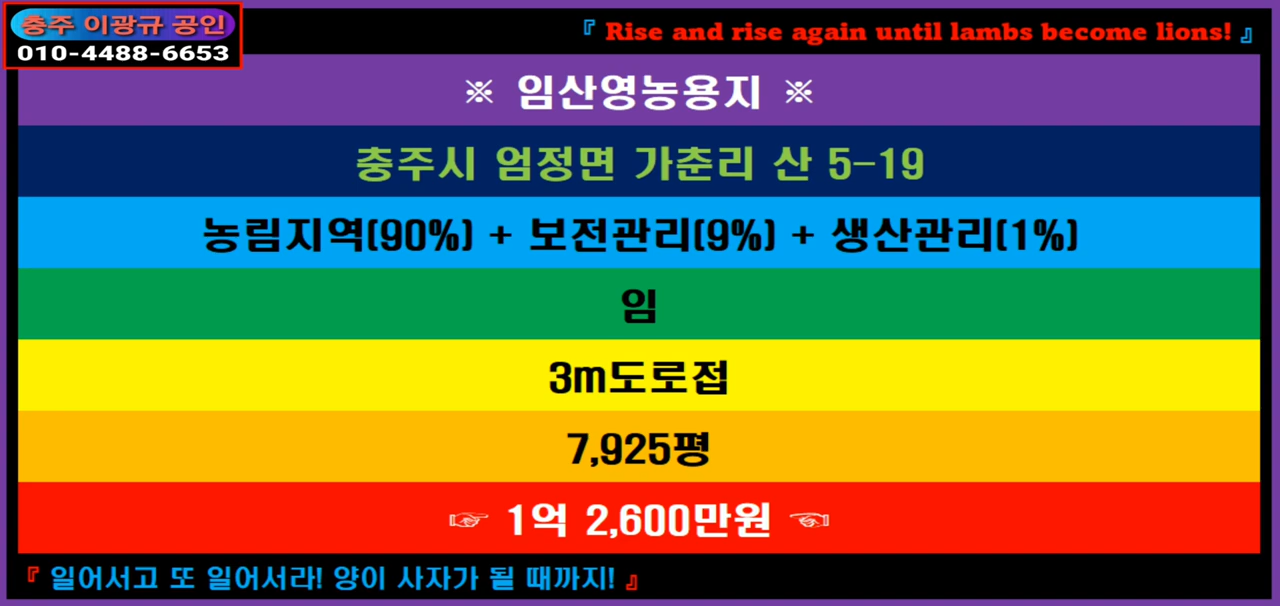 충주 이광규 공인
010-4488-6653
『 Rise and rise again until lambs become lions! 』
※ 임산영농용지 ※
충주시 엄정면 가춘리 산 5-19
농림지역(90%) + 보전관리(9%) + 생산관리(1%)
임
3m도로접
7,925평
☞ 1억 2,600만원 ☜
『 일어서고 또 일어서라! 양이 사자가 될 때까지! 』